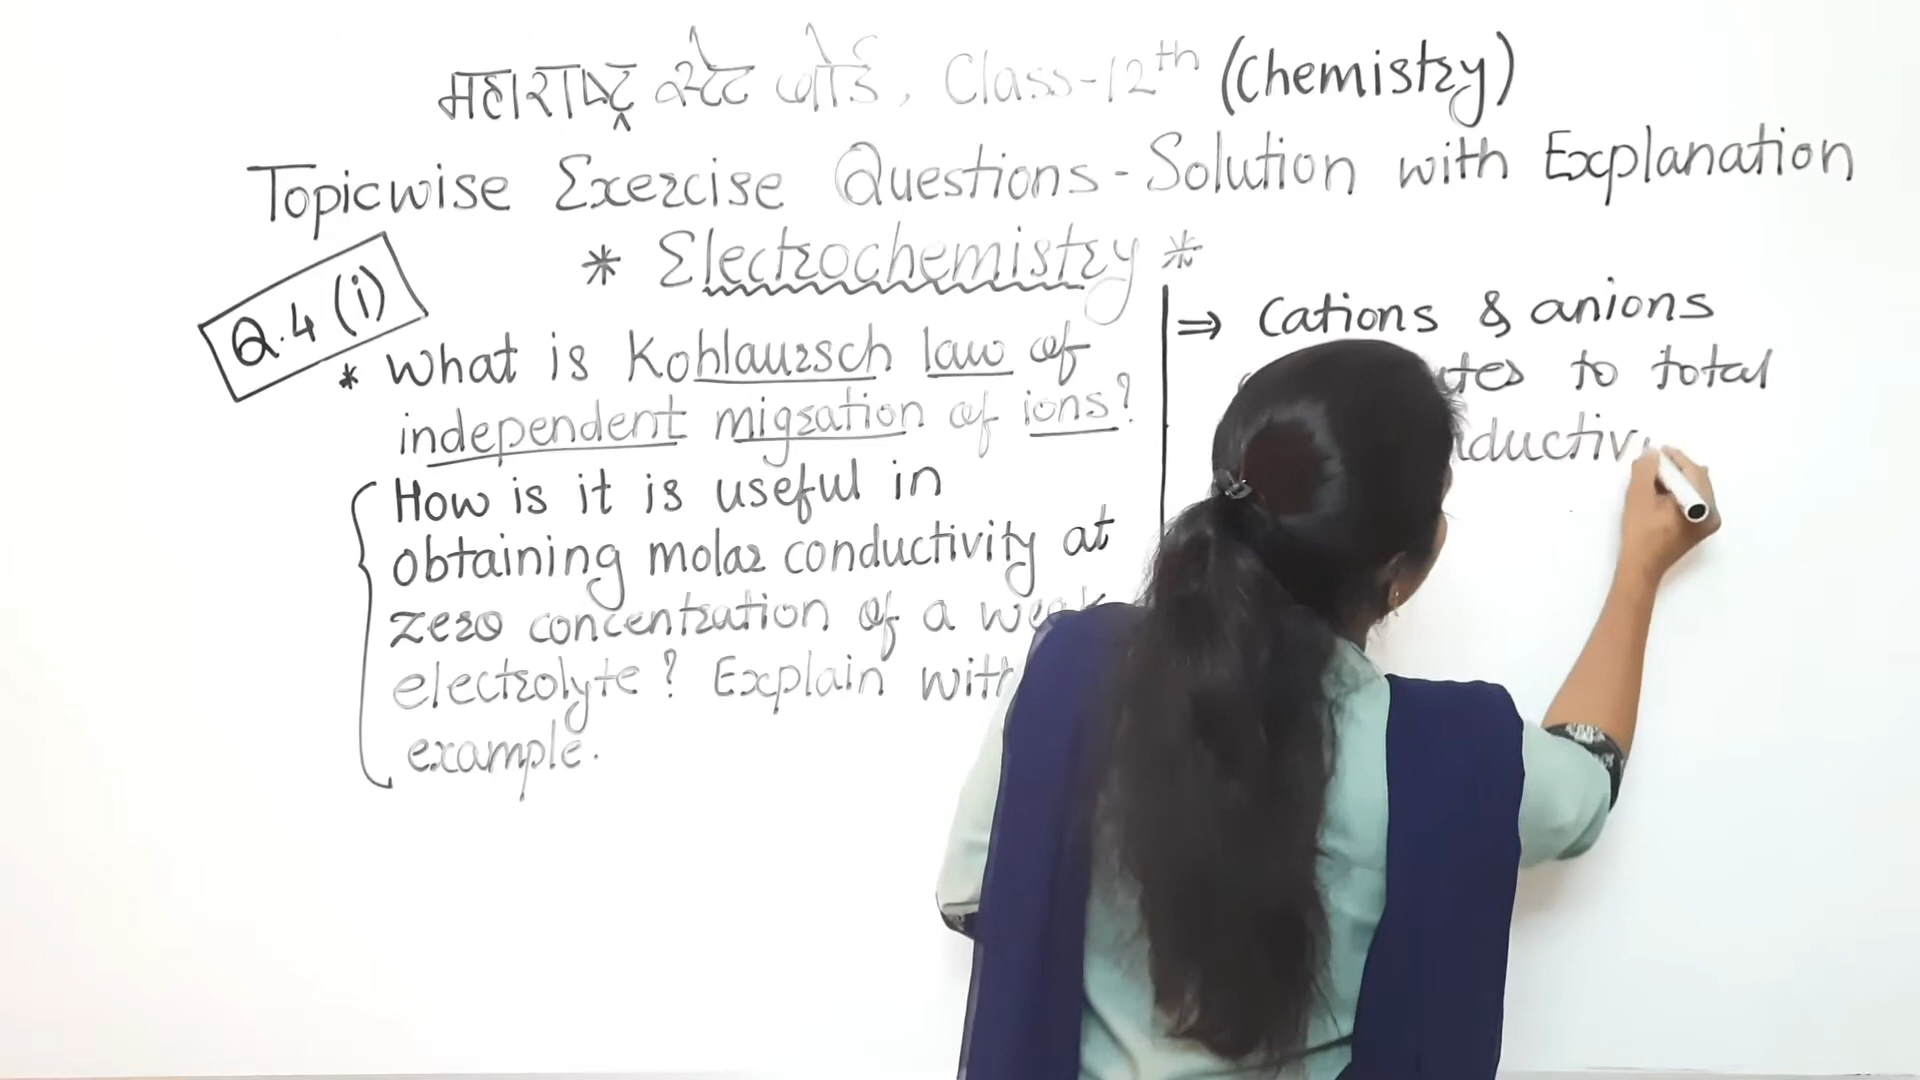 महाराष्ट्र स्टेट बोर्ड, Class-12th (Chemistry)
Topicwise Exercise Questions - Solution with Explanation
* Electrochemistry *
Q.4 (i)
* What is Kohlaursch law of
independent migration of ions?
How is it is useful in
obtaining molar conductivity at
zero concentration of a weak
electrolyte? Explain with
example.
⇒ Cations & anions
to total